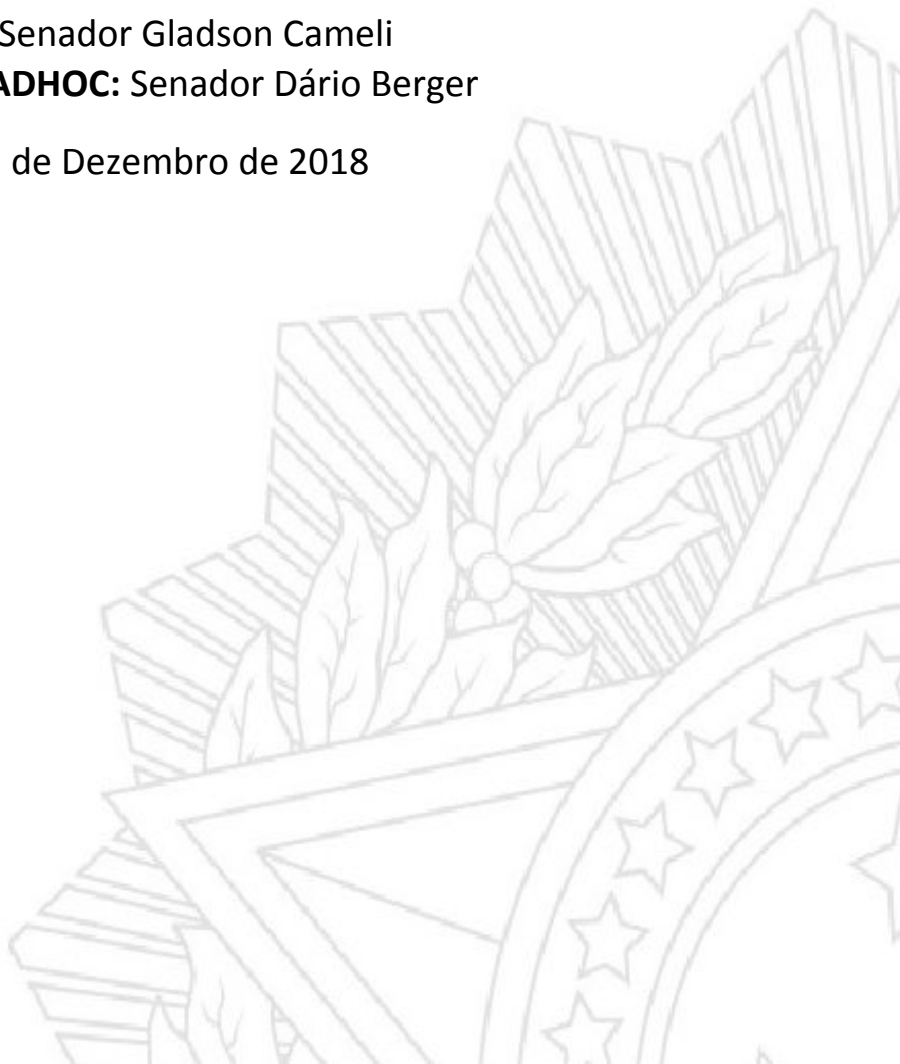 Senador Gladson Cameli
ADHOC: Senador Dário Berger
de Dezembro de 2018